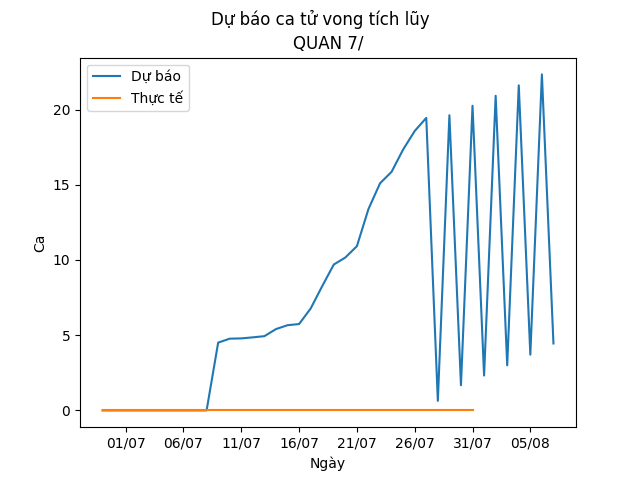 Dự báo ca tử vong tích lũy
QUAN 7/
Dự báo
Thực tế
20
15
10
5
0
Ca
01/07 06/07 11/07 16/07 21/07 26/07 31/07 05/08
Ngày